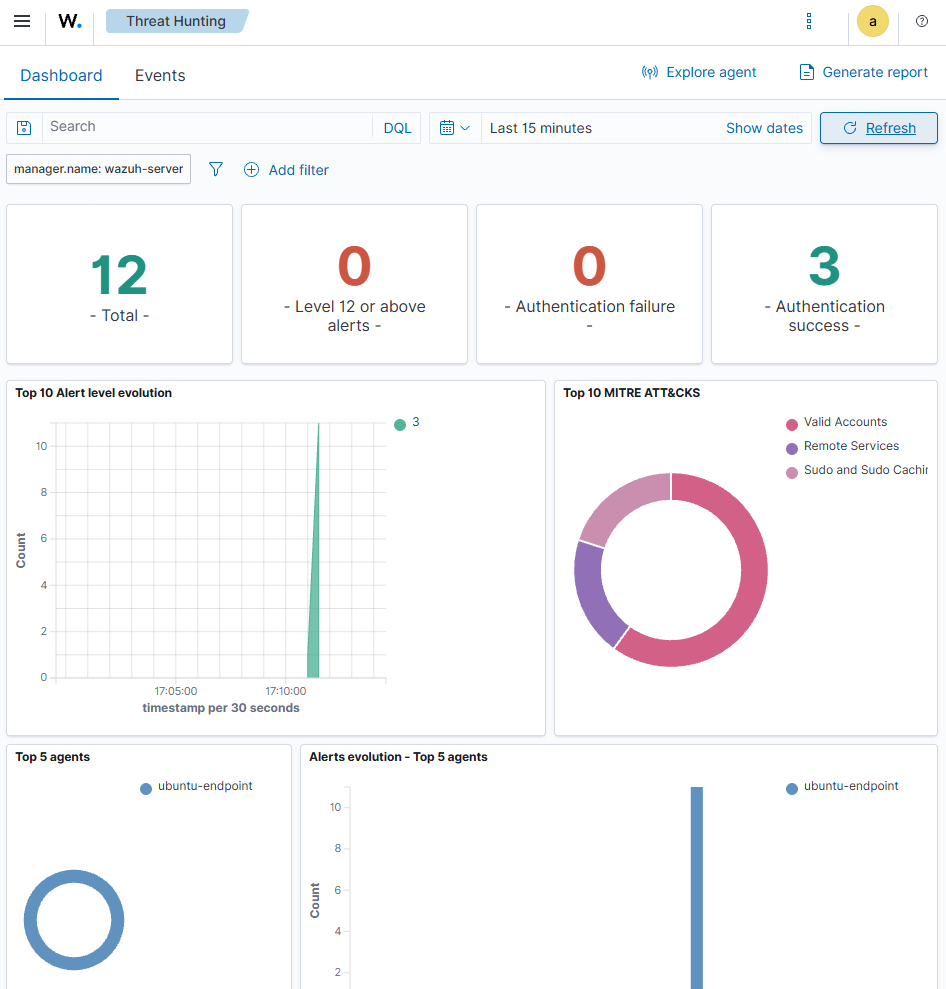 W. Threat Hunting a
Dashboard Events Explore agent Generate report
Search DQL Last 15 minutes Show dates Refresh
manager.name: wazuh-server Add filter
12
- Total -
0
- Level 12 or above
alerts -
0
- Authentication failure
-
3
- Authentication
success -
Top 10 Alert level evolution
3
10
8
6
4
2
0
Count
17:05:00 17:10:00
timestamp per 30 seconds
Top 10 MITRE ATT&CKS
Valid Accounts
Remote Services
Sudo and Sudo Cachin
Top 5 agents
ubuntu-endpoint
Alerts evolution - Top 5 agents
ubuntu-endpoint
10
8
6
4
2
Count